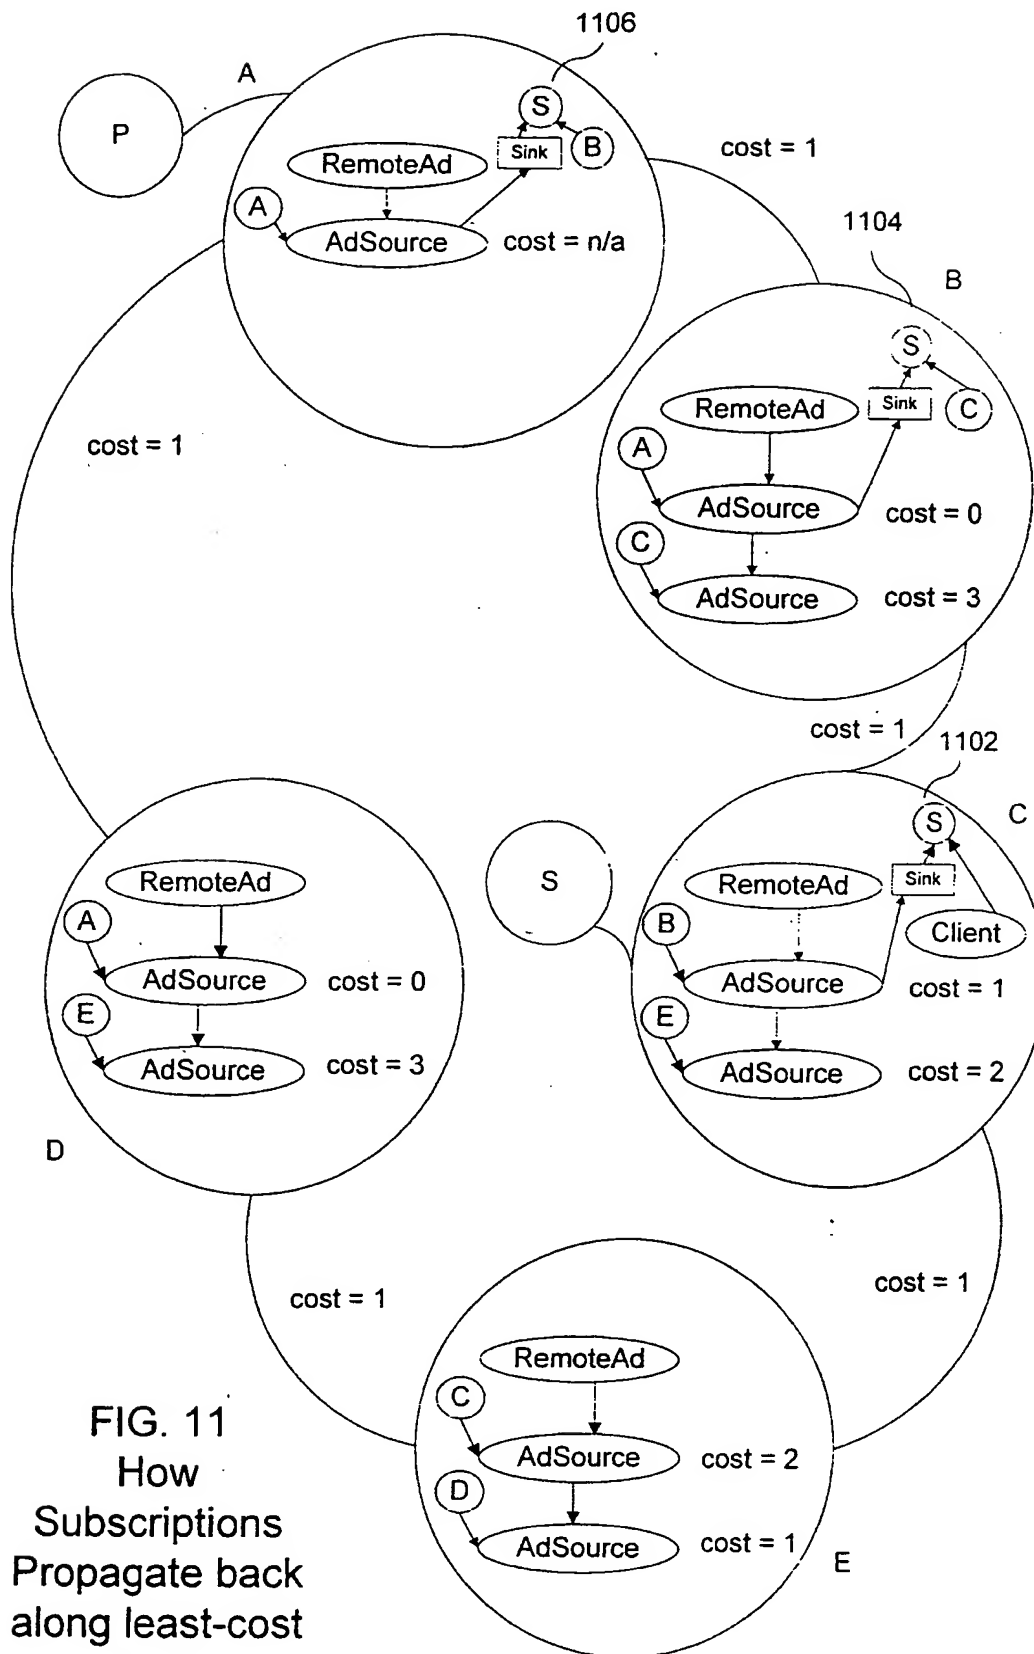 1106
A
P
S
Sink
B
RemoteAd
A
AdSource
cost = n/a
cost = 1
1104
B
S
Sink
C
RemoteAd
A
AdSource
cost = 0
C
AdSource
cost = 3
cost = 1
cost = 1
1102
C
S
Sink
Client
S
RemoteAd
B
AdSource
cost = 1
E
AdSource
cost = 2
RemoteAd
A
AdSource
cost = 0
E
AdSource
cost = 3
D
cost = 1
cost = 1
RemoteAd
C
AdSource
cost = 2
D
AdSource
cost = 1
E
FIG. 11
How
Subscriptions
Propagate back
along least-cost